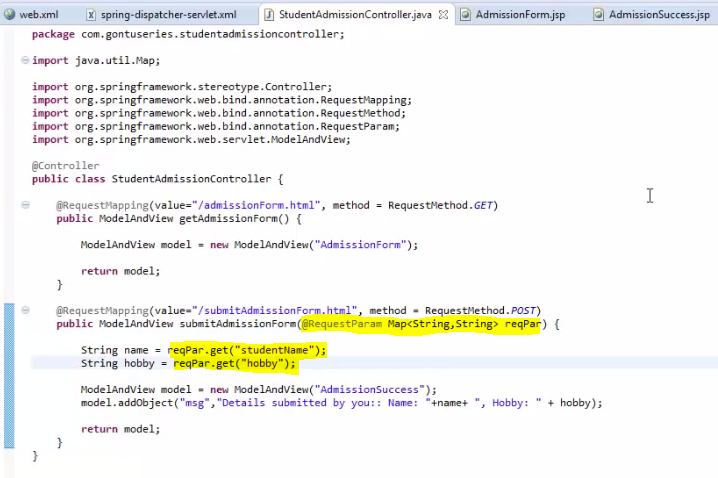 web.xml spring-dispatcher-servlet.xml StudentAdmissionController.java AdmissionForm.jsp AdmissionSuccess.jsp
package com.gontuseries.studentadmissioncontroller;
import java.util.Map;
import org.springframework.stereotype.Controller;
import org.springframework.web.bind.annotation.RequestMapping;
import org.springframework.web.bind.annotation.RequestMethod;
import org.springframework.web.bind.annotation.RequestParam;
import org.springframework.web.servlet.ModelAndView;
@Controller
public class StudentAdmissionController {
@RequestMapping(value="/admissionForm.html", method = RequestMethod.GET)
public ModelAndView getAdmissionForm() {
ModelAndView model = new ModelAndView("AdmissionForm");
return model;
}
@RequestMapping(value="/submitAdmissionForm.html", method = RequestMethod.POST)
public ModelAndView submitAdmissionForm(@RequestParam Map<String,String> reqPar) {
String name = reqPar.get("studentName");
String hobby = reqPar.get("hobby");
ModelAndView model = new ModelAndView("AdmissionSuccess");
model.addObject("msg","Details submitted by you:: Name: "+name+ ", Hobby: " + hobby);
return model;
}
}